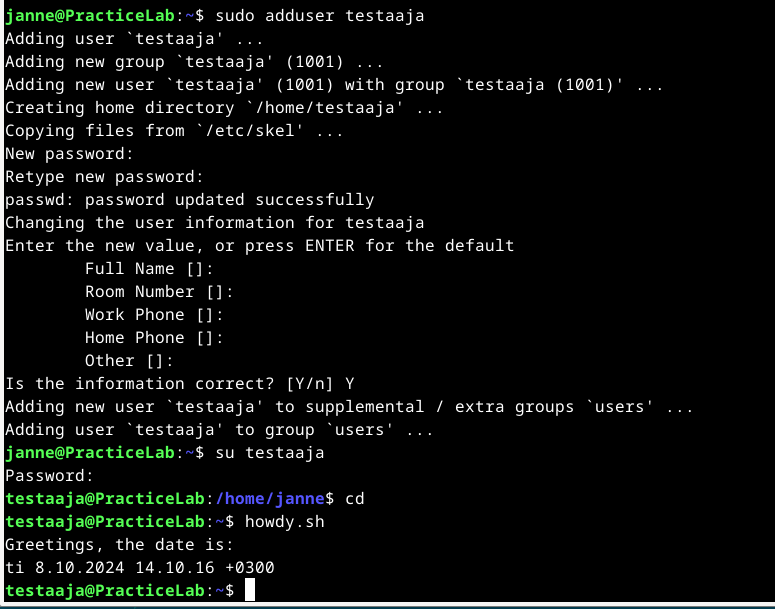 janne@PracticeLab:~$ sudo adduser testaaja
Adding user `testaaja' ...
Adding new group `testaaja' (1001) ...
Adding new user `testaaja' (1001) with group `testaaja (1001)' ...
Creating home directory `/home/testaaja' ...
Copying files from `/etc/skel' ...
New password:
Retype new password:
passwd: password updated successfully
Changing the user information for testaaja
Enter the new value, or press ENTER for the default
        Full Name []:
        Room Number []:
        Work Phone []:
        Home Phone []:
        Other []:
Is the information correct? [Y/n] Y
Adding new user `testaaja' to supplemental / extra groups `users' ...
Adding user `testaaja' to group `users' ...
janne@PracticeLab:~$ su testaaja
Password:
testaaja@PracticeLab:/home/janne$ cd
testaaja@PracticeLab:~$ howdy.sh
Greetings, the date is:
ti 8.10.2024 14.10.16 +0300
testaaja@PracticeLab:~$